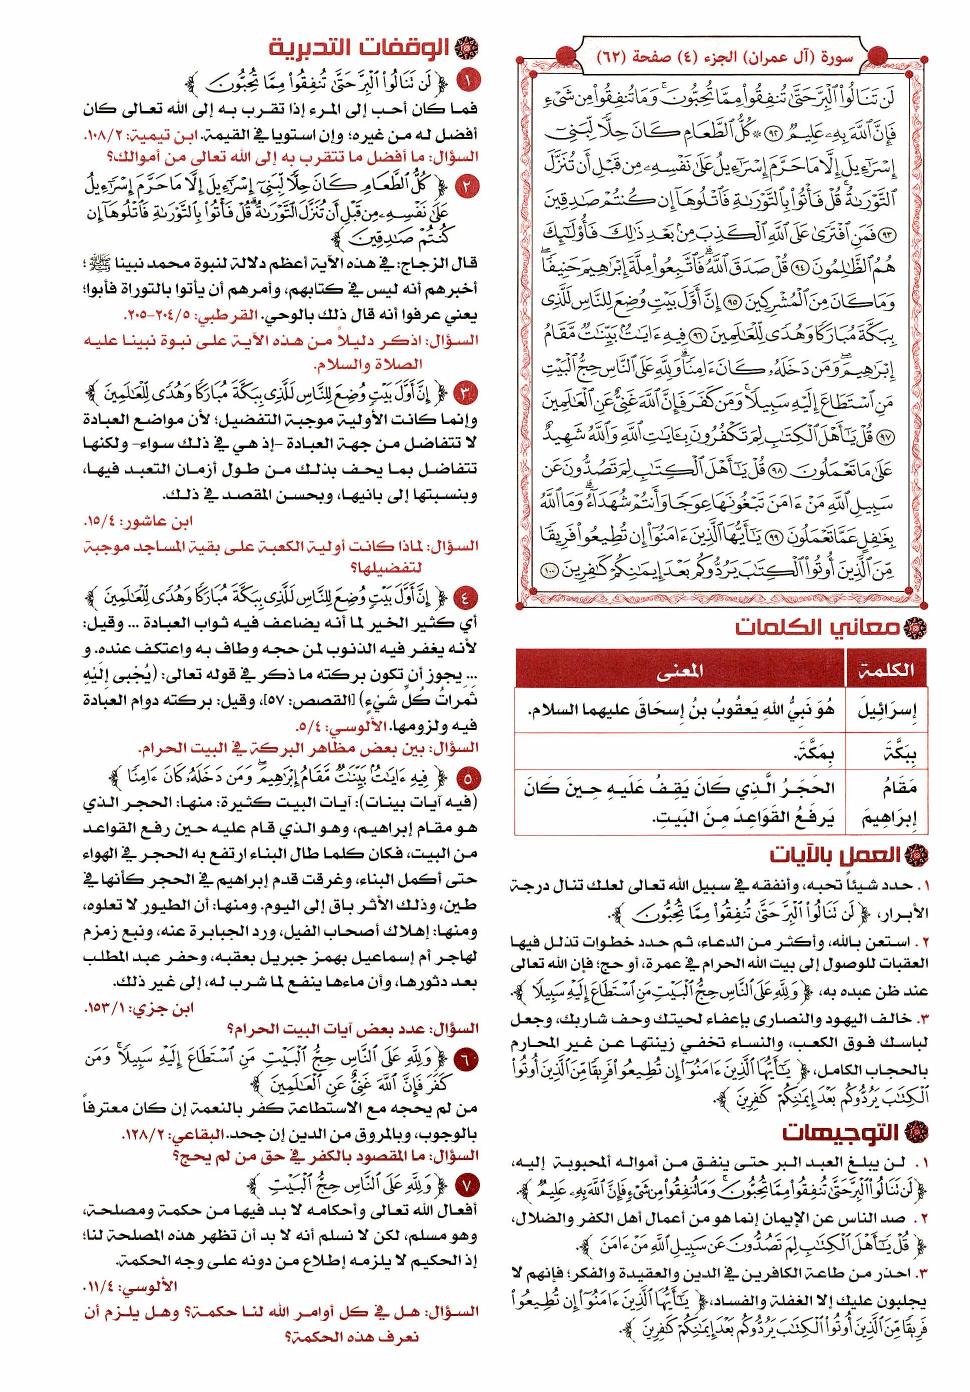 سورة (آل عمران) الجزء (٤) صفحة (٦٢)
لَن تَنَالُوا۟ ٱلْبِرَّ حَتَّىٰ تُنفِقُوا۟ مِمَّا تُحِبُّونَ ۚ وَمَا تُنفِقُوا۟ مِن شَىْءٍ
فَإِنَّ ٱللَّهَ بِهِۦ عَلِيمٌ ٩٢ ۞ كُلُّ ٱلطَّعَامِ كَانَ حِلًّا لِّبَنِىٓ
إِسْرَٰٓءِيلَ إِلَّا مَا حَرَّمَ إِسْرَٰٓءِيلُ عَلَىٰ نَفْسِهِۦ مِن قَبْلِ أَن تُنَزَّلَ
ٱلتَّوْرَىٰةُ ۗ قُلْ فَأْتُوا۟ بِٱلتَّوْرَىٰةِ فَٱتْلُوهَآ إِن كُنتُمْ صَـٰدِقِينَ
٩٣ فَمَنِ ٱفْتَرَىٰ عَلَى ٱللَّهِ ٱلْكَذِبَ مِنۢ بَعْدِ ذَٰلِكَ فَأُو۟لَـٰٓئِكَ
هُمُ ٱلظَّـٰلِمُونَ ٩٤ قُلْ صَدَقَ ٱللَّهُ ۗ فَٱتَّبِعُوا۟ مِلَّةَ إِبْرَٰهِيمَ حَنِيفًا
وَمَا كَانَ مِنَ ٱلْمُشْرِكِينَ ٩٥ إِنَّ أَوَّلَ بَيْتٍ وُضِعَ لِلنَّاسِ لَلَّذِى
بِبَكَّةَ مُبَارَكًا وَهُدًى لِّلْعَـٰلَمِينَ ٩٦ فِيهِ ءَايَـٰتٌۢ بَيِّنَـٰتٌ مَّقَامُ
إِبْرَٰهِيمَ ۖ وَمَن دَخَلَهُۥ كَانَ ءَامِنًا ۗ وَلِلَّهِ عَلَى ٱلنَّاسِ حِجُّ ٱلْبَيْتِ
مَنِ ٱسْتَطَاعَ إِلَيْهِ سَبِيلًا ۚ وَمَن كَفَرَ فَإِنَّ ٱللَّهَ غَنِىٌّ عَنِ ٱلْعَـٰلَمِينَ
٩٧ قُلْ يَـٰٓأَهْلَ ٱلْكِتَـٰبِ لِمَ تَكْفُرُونَ بِـَٔايَـٰتِ ٱللَّهِ وَٱللَّهُ شَهِيدٌ
عَلَىٰ مَا تَعْمَلُونَ ٩٨ قُلْ يَـٰٓأَهْلَ ٱلْكِتَـٰبِ لِمَ تَصُدُّونَ عَن
سَبِيلِ ٱللَّهِ مَنْ ءَامَنَ تَبْغُونَهَا عِوَجًا وَأَنتُمْ شُهَدَآءُ ۗ وَمَا ٱللَّهُ
بِغَـٰفِلٍ عَمَّا تَعْمَلُونَ ٩٩ يَـٰٓأَيُّهَا ٱلَّذِينَ ءَامَنُوٓا۟ إِن تُطِيعُوا۟ فَرِيقًا
مِّنَ ٱلَّذِينَ أُوتُوا۟ ٱلْكِتَـٰبَ يَرُدُّوكُم بَعْدَ إِيمَـٰنِكُمْ كَـٰفِرِينَ ١٠٠
معاني الكلمات
الكلمة المعنى
إِسرَائِيلَ هُوَ نَبِيُّ اللهِ يَعقُوبُ بنُ إِسحَاقَ عليهما السلام.
بِبَكَّةَ بِمَكَّةَ.
مَقَامُ الحَجَرُ الَّذِي كَانَ يَقِفُ عَلَيهِ حِينَ كَانَ
إِبرَاهِيمَ يَرفَعُ القَوَاعِدَ مِنَ البَيتِ.
العمل بالآيات
١. حدد شيئاً تحبه، وأنفقه في سبيل الله تعالى لعلك تنال درجة
الأبرار، ﴿ لَن نَنَالُوا۟ ٱلْبِرَّ حَتَّىٰ تُنفِقُوا۟ مِمَّا تُحِبُّونَ ﴾.
٢. استعن بالله، وأكثر من الدعاء، ثم حدد خطوات تذلل فيها
العقبات للوصول إلى بيت الله الحرام في عمرة، أو حج؛ فإن الله تعالى
عند ظن عبده به، ﴿ وَلِلَّهِ عَلَى ٱلنَّاسِ حِجُّ ٱلْبَيْتِ مَنِ ٱسْتَطَاعَ إِلَيْهِ سَبِيلًا ﴾.
٣. خالف اليهود والنصارى بإعفاء لحيتك وحف شاربك، وجعل
لباسك فوق الكعب، والنساء تخفي زينتها عن غير المحارم
بالحجاب الكامل، ﴿ يَـٰٓأَيُّهَا ٱلَّذِينَ ءَامَنُوٓا۟ إِن تُطِيعُوا۟ فَرِيقًا مِّنَ ٱلَّذِينَ أُوتُوا۟
ٱلْكِتَـٰبَ يَرُدُّوكُم بَعْدَ إِيمَـٰنِكُمْ كَـٰفِرِينَ ﴾.
التوجيهات
١. لن يبلغ العبد البر حتى ينفق من أمواله المحبوبة إليه،
﴿ لَن نَنَالُوا۟ ٱلْبِرَّ حَتَّىٰ تُنفِقُوا۟ مِمَّا تُحِبُّونَ ۚ وَمَا تُنفِقُوا۟ مِن شَىْءٍ فَإِنَّ ٱللَّهَ بِهِۦ عَلِيمٌ ﴾.
٢. صد الناس عن الإيمان إنما هو من أعمال أهل الكفر والضلال،
﴿ قُلْ يَـٰٓأَهْلَ ٱلْكِتَـٰبِ لِمَ تَصُدُّونَ عَن سَبِيلِ ٱللَّهِ مَنْ ءَامَنَ ﴾.
٣. احذر من طاعة الكافرين في الدين والعقيدة والفكر؛ فإنهم لا
يجلبون عليك إلا الغفلة والفساد، ﴿ يَـٰٓأَيُّهَا ٱلَّذِينَ ءَامَنُوٓا۟ إِن تُطِيعُوا۟
فَرِيقًا مِّنَ ٱلَّذِينَ أُوتُوا۟ ٱلْكِتَـٰبَ يَرُدُّوكُم بَعْدَ إِيمَـٰنِكُمْ كَـٰفِرِينَ ﴾.
الوقفات التدبرية
١ ﴿ لَن نَنَالُوا۟ ٱلْبِرَّ حَتَّىٰ تُنفِقُوا۟ مِمَّا تُحِبُّونَ ﴾
فما كان أحب إلى المرء إذا تقرب به إلى الله تعالى كان
أفضل له من غيره؛ وإن استويا في القيمة. ابن تيمية: ١٠٨/٢.
السؤال: ما أفضل ما تتقرب به إلى الله تعالى من أموالك؟
٢ ﴿ كُلُّ ٱلطَّعَامِ كَانَ حِلًّا لِّبَنِىٓ إِسْرَٰٓءِيلَ إِلَّا مَا حَرَّمَ إِسْرَٰٓءِيلُ
عَلَىٰ نَفْسِهِۦ مِن قَبْلِ أَن تُنَزَّلَ ٱلتَّوْرَىٰةُ ۗ قُلْ فَأْتُوا۟ بِٱلتَّوْرَىٰةِ فَٱتْلُوهَآ إِن
كُنتُمْ صَـٰدِقِينَ ﴾
قال الزجاج: في هذه الآية أعظم دلالة لنبوة محمد نبينا ﷺ؛
أخبرهم أنه ليس في كتابهم، وأمرهم أن يأتوا بالتوراة فأبوا؛
يعني عرفوا أنه قال ذلك بالوحي. القرطبي: ٢٠٤/٥-٢٠٥.
السؤال: اذكر دليلاً من هذه الآية على نبوة نبينا عليه
الصلاة والسلام.
٣ ﴿ إِنَّ أَوَّلَ بَيْتٍ وُضِعَ لِلنَّاسِ لَلَّذِى بِبَكَّةَ مُبَارَكًا وَهُدًى لِّلْعَـٰلَمِينَ ﴾
وإنما كانت الأولية موجبة التفضيل؛ لأن مواضع العبادة
لا تتفاضل من جهة العبادة -إذ هي في ذلك سواء- ولكنها
تتفاضل بما يحف بذلك من طول أزمان التعبد فيها،
وبنسبتها إلى بانيها، وبحسن المقصد في ذلك.
ابن عاشور: ١٥/٤.
السؤال: لماذا كانت أولية الكعبة على بقية المساجد موجبة
لتفضيلها؟
٤ ﴿ إِنَّ أَوَّلَ بَيْتٍ وُضِعَ لِلنَّاسِ لَلَّذِى بِبَكَّةَ مُبَارَكًا وَهُدًى لِّلْعَـٰلَمِينَ ﴾
أي كثير الخير لما أنه يضاعف فيه ثواب العبادة ... وقيل:
لأنه يغفر فيه الذنوب لمن حجه وطاف به واعتكف عنده. و
... يجوز أن تكون بركته ما ذكر في قوله تعالى: (يُجْبى إِلَيْهِ
ثَمراتُ كُلِّ شَيْءٍ) [القصص: ٥٧]، وقيل: بركته دوام العبادة
فيه ولزومها. الألوسي: ٥/٤.
السؤال: بين بعض مظاهر البركة في البيت الحرام.
٥ ﴿ فِيهِ ءَايَـٰتٌۢ بَيِّنَـٰتٌ مَّقَامُ إِبْرَٰهِيمَ ۖ وَمَن دَخَلَهُۥ كَانَ ءَامِنًا ﴾
(فيه آيات بينات): آيات البيت كثيرة: منها: الحجر الذي
هو مقام إبراهيم، وهو الذي قام عليه حين رفع القواعد
من البيت، فكان كلما طال البناء ارتفع به الحجر في الهواء
حتى أكمل البناء، وغرقت قدم إبراهيم في الحجر كأنها في
طين، وذلك الأثر باق إلى اليوم. ومنها: أن الطيور لا تعلوه،
ومنها: إهلاك أصحاب الفيل، ورد الجبابرة عنه، ونبع زمزم
لهاجر أم إسماعيل بهمز جبريل بعقبه، وحفر عبد المطلب
بعد دثورها، وأن ماءها ينفع لما شرب له، إلى غير ذلك.
ابن جزي: ١٥٣/١.
السؤال: عدد بعض آيات البيت الحرام؟
٦ ﴿ وَلِلَّهِ عَلَى ٱلنَّاسِ حِجُّ ٱلْبَيْتِ مَنِ ٱسْتَطَاعَ إِلَيْهِ سَبِيلًا ۚ وَمَن
كَفَرَ فَإِنَّ ٱللَّهَ غَنِىٌّ عَنِ ٱلْعَـٰلَمِينَ ﴾
من لم يحجه مع الاستطاعة كفر بالنعمة إن كان معترفاً
بالوجوب، وبالمروق من الدين إن جحد. البقاعي: ١٢٨/٢.
السؤال: ما المقصود بالكفر في حق من لم يحج؟
٧ ﴿ وَلِلَّهِ عَلَى ٱلنَّاسِ حِجُّ ٱلْبَيْتِ ﴾
أفعال الله تعالى وأحكامه لا بد فيها من حكمة ومصلحة،
وهو مسلم، لكن لا نسلم أنه لا بد أن تظهر هذه المصلحة لنا؛
إذ الحكيم لا يلزمه إطلاع من دونه على وجه الحكمة.
الألوسي: ١١/٤.
السؤال: هل في كل أوامر الله لنا حكمة؟ وهل يلزم أن
نعرف هذه الحكمة؟